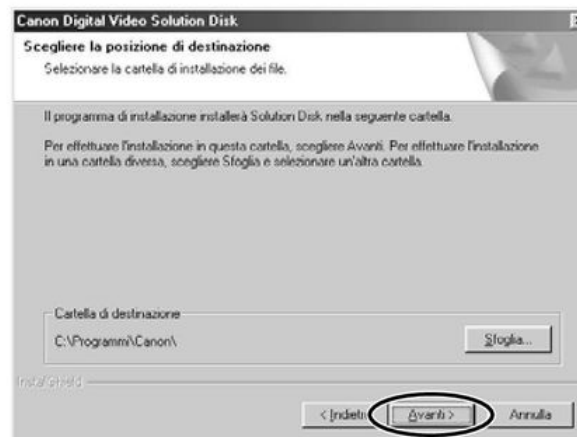 Canon Digital Video Solution Disk
Scegliere la posizione di destinazione
Selezionare la cartella di installazione dei file.
Il programma di installazione installerà Solution Disk nella seguente cartella.
Per effettuare l'installazione in questa cartella, scegliere Avanti. Per effettuare l'installazione
in una cartella diversa, scegliere Sfoglia e selezionare un'altra cartella.
Cartella di destinazione
C:\Programmi\Canon\
Sfoglia...
InstallShield
< Indietr Avanti > Annulla